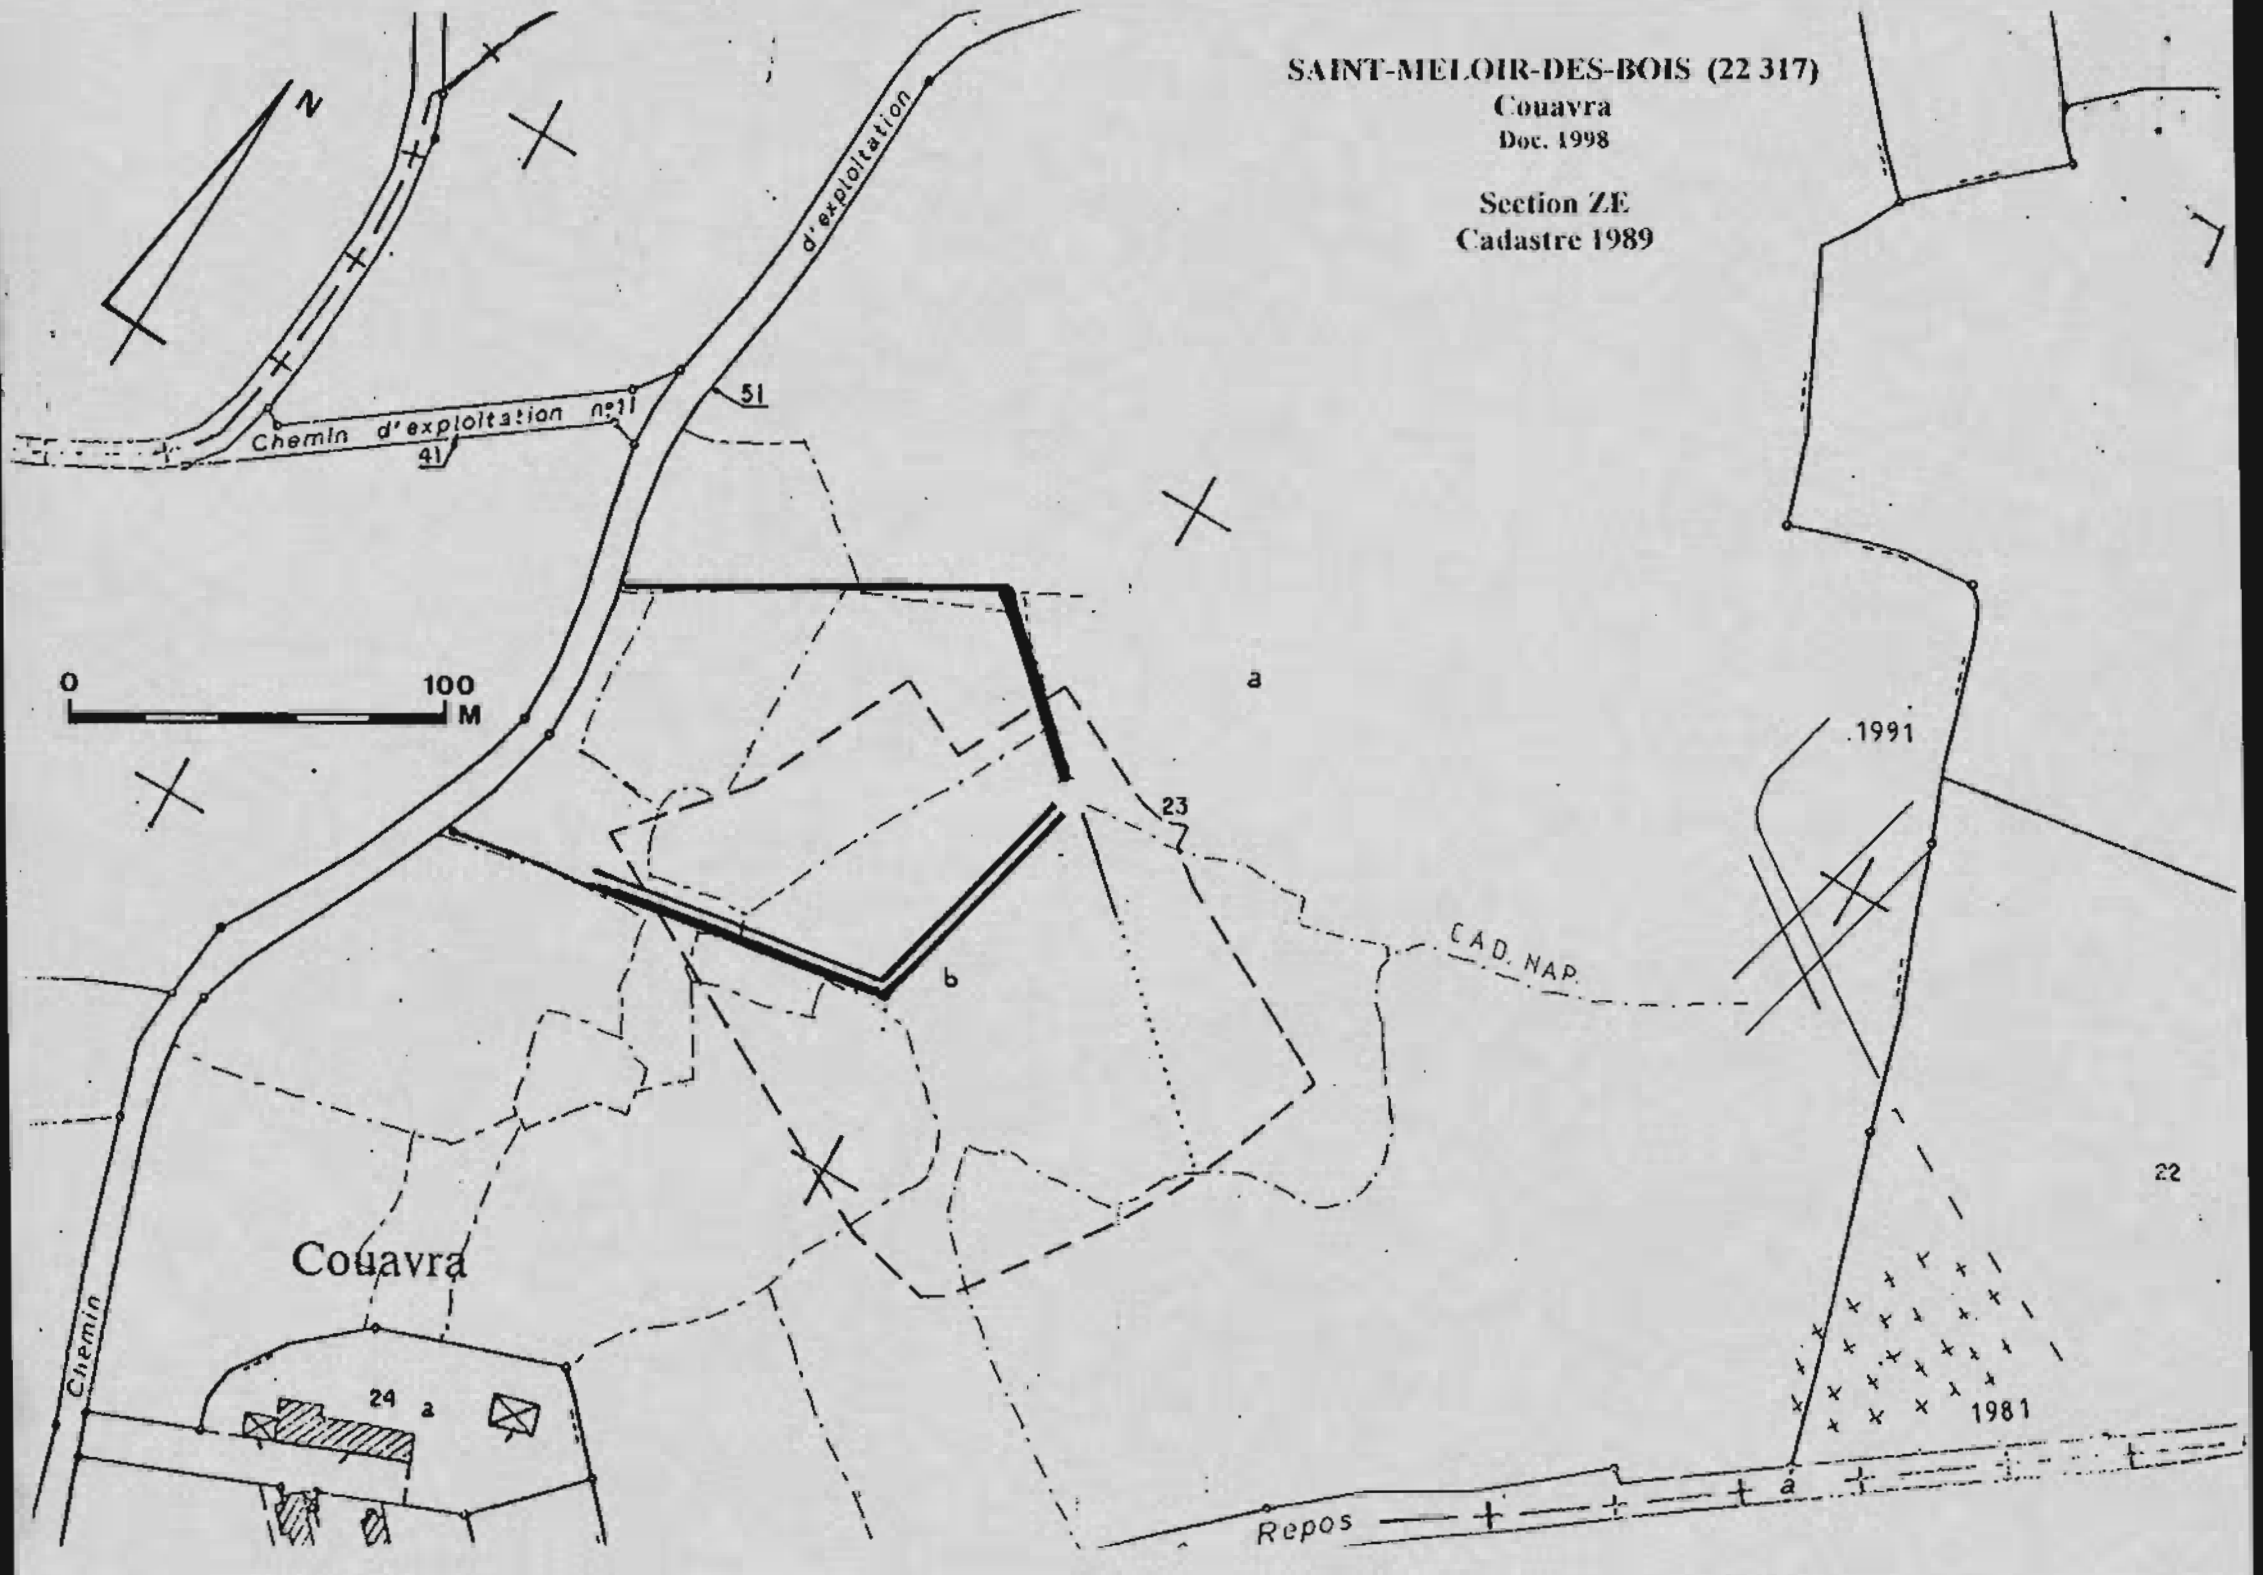 SAINT-MELOIR-DES-BOIS (22 317)
Couavra
Doc. 1998
Section ZE
Cadastre 1989
N
d'exploitation
51
Chemin d'exploitation n°11
41
0 100
M
a
.1991
23
CAD. NAP.
b
22
Couavra
Chemin
24 a
1981
a
Repos